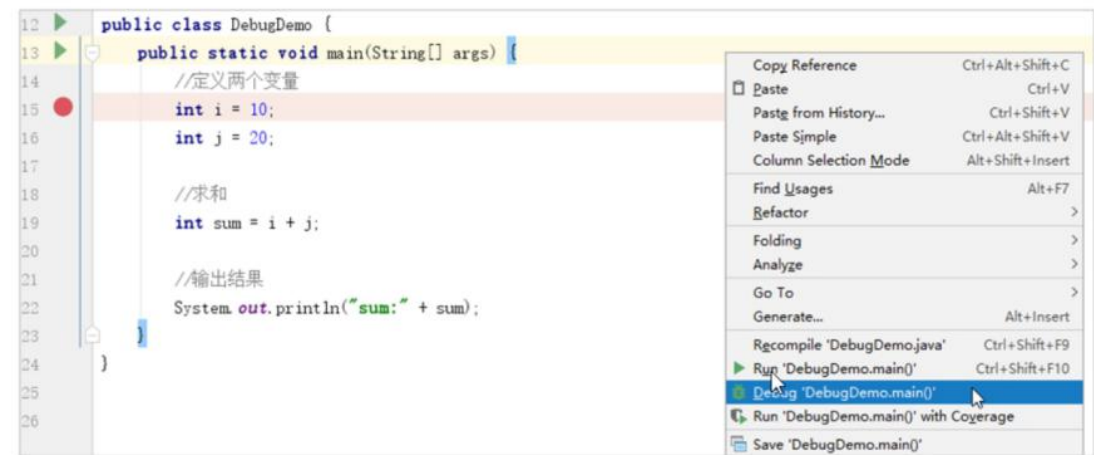 12 public class DebugDemo {
13 public static void main(String[] args) {
14 //定义两个变量
15 int i = 10;
16 int j = 20;
17
18 //求和
19 int sum = i + j;
20
21 //输出结果
22 System.out.println("sum:" + sum);
23 }
24 }
25
26
Copy Reference Ctrl+Alt+Shift+C
Paste Ctrl+V
Paste from History... Ctrl+Shift+V
Paste Simple Ctrl+Alt+Shift+V
Column Selection Mode Alt+Shift+Insert
Find Usages Alt+F7
Refactor >
Folding >
Analyze >
Go To >
Generate... Alt+Insert
Recompile 'DebugDemo.java' Ctrl+Shift+F9
Run 'DebugDemo.main()' Ctrl+Shift+F10
Debug 'DebugDemo.main()'
Run 'DebugDemo.main()' with Coverage
Save 'DebugDemo.main()'